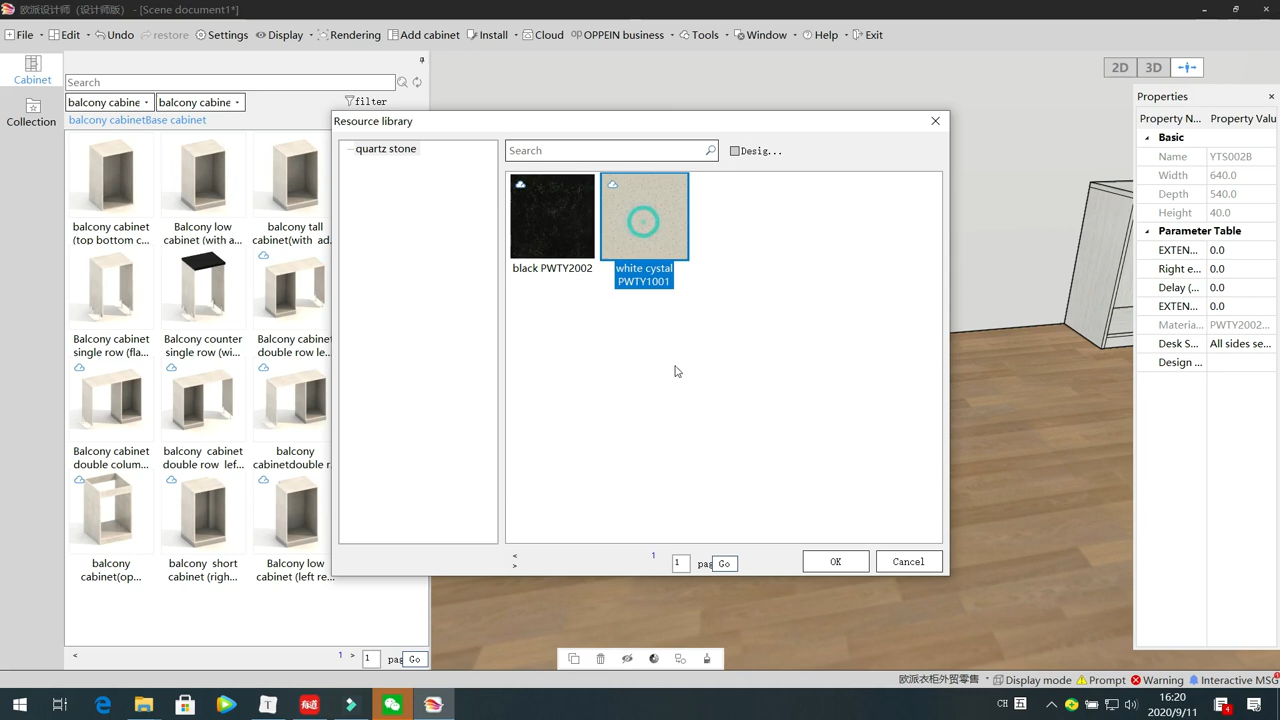 欧派设计师（设计师版） - [Scene document1*]
File Edit Undo restore Settings Display Rendering Add cabinet Install Cloud OPPEIN business Tools Window Help Exit
Cabinet
Collection
Search
balcony cabine balcony cabine filter
balcony cabinetBase cabinet
balcony cabinet
(top bottom c...
Balcony low
cabinet (with a...
balcony tall
cabinet(with ad
Balcony cabinet
single row (fla...
Balcony counter
single row (wi...
Balcony cabinet
double row le...
Balcony cabinet
double colum...
balcony cabinet
double row lef...
balcony
cabinetdouble r.
balcony
cabinet(op...
balcony short
cabinet (righ...
Balcony low
cabinet (left re...
< 1 > 1 pag Go
Resource library
quartz stone
Search
Desig...
black PWTY2002
white cystal
PWTY1001
<
>
1
1 pag Go
OK
Cancel
2D 3D
Properties
Property N... Property Valu
Basic
Name YTS002B
Width 640.0
Depth 540.0
Height 40.0
Parameter Table
EXTEN... 0.0
Right e... 0.0
Delay (... 0.0
EXTEN... 0.0
Materia... PWTY2002...
Desk S... All sides se...
Design ...
欧派衣柜外贸零售 Display mode Prompt Warning Interactive MSG
CH 五
16:20
2020/9/11
4